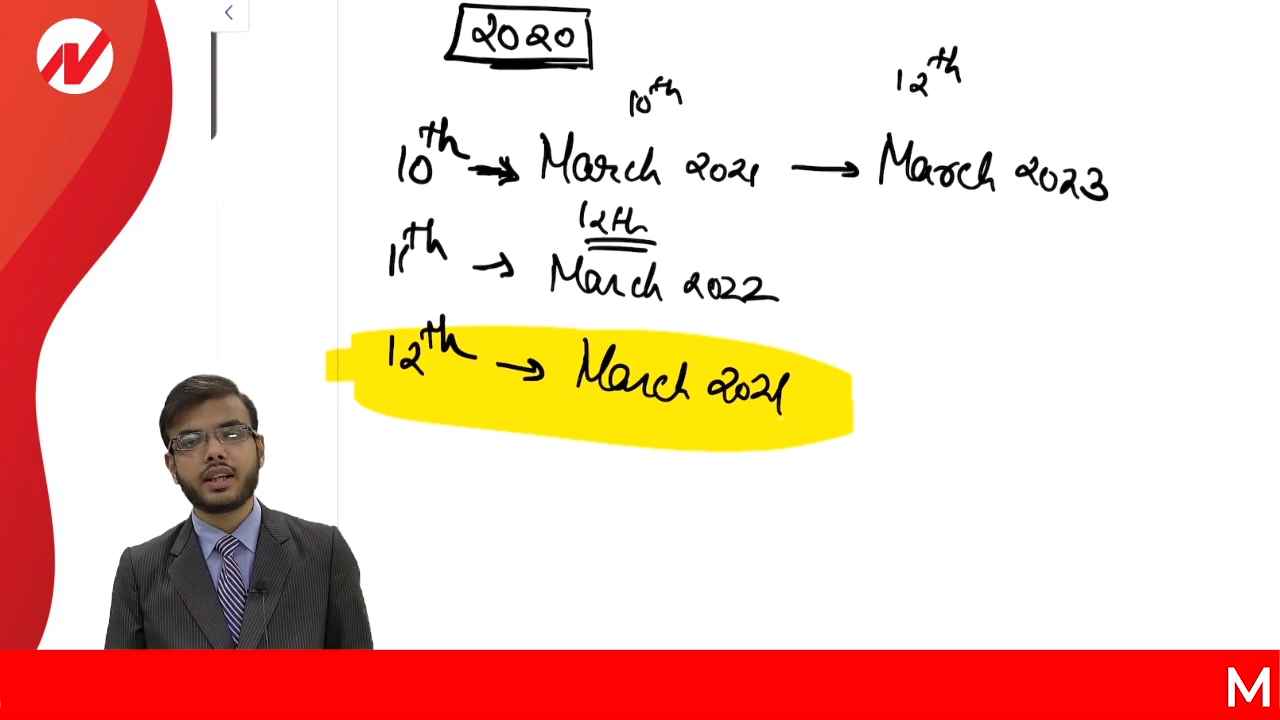 2020
10th 12th
10th → March 2021 → March 2023
12th
11th → March 2022
12th → March 2021
M